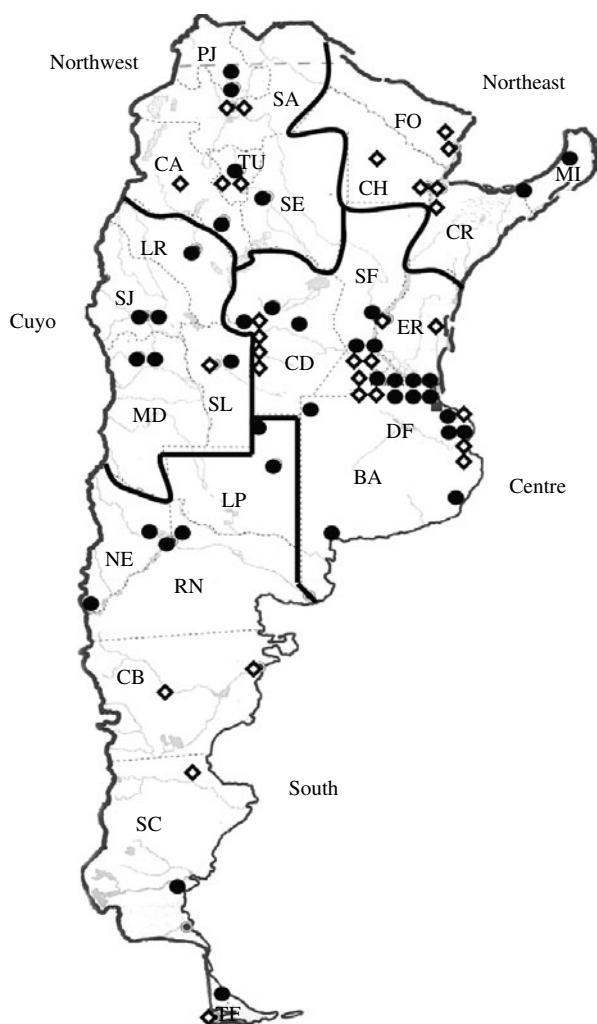 PJ
Northwest
Northeast
SA
FO
TU
CA
MI
CH
SE
CR
LR
SF
SJ
Cuyo
ER
CD
SL
MD
DF
BA
Centre
LP
NE
RN
CB
South
SC
TF